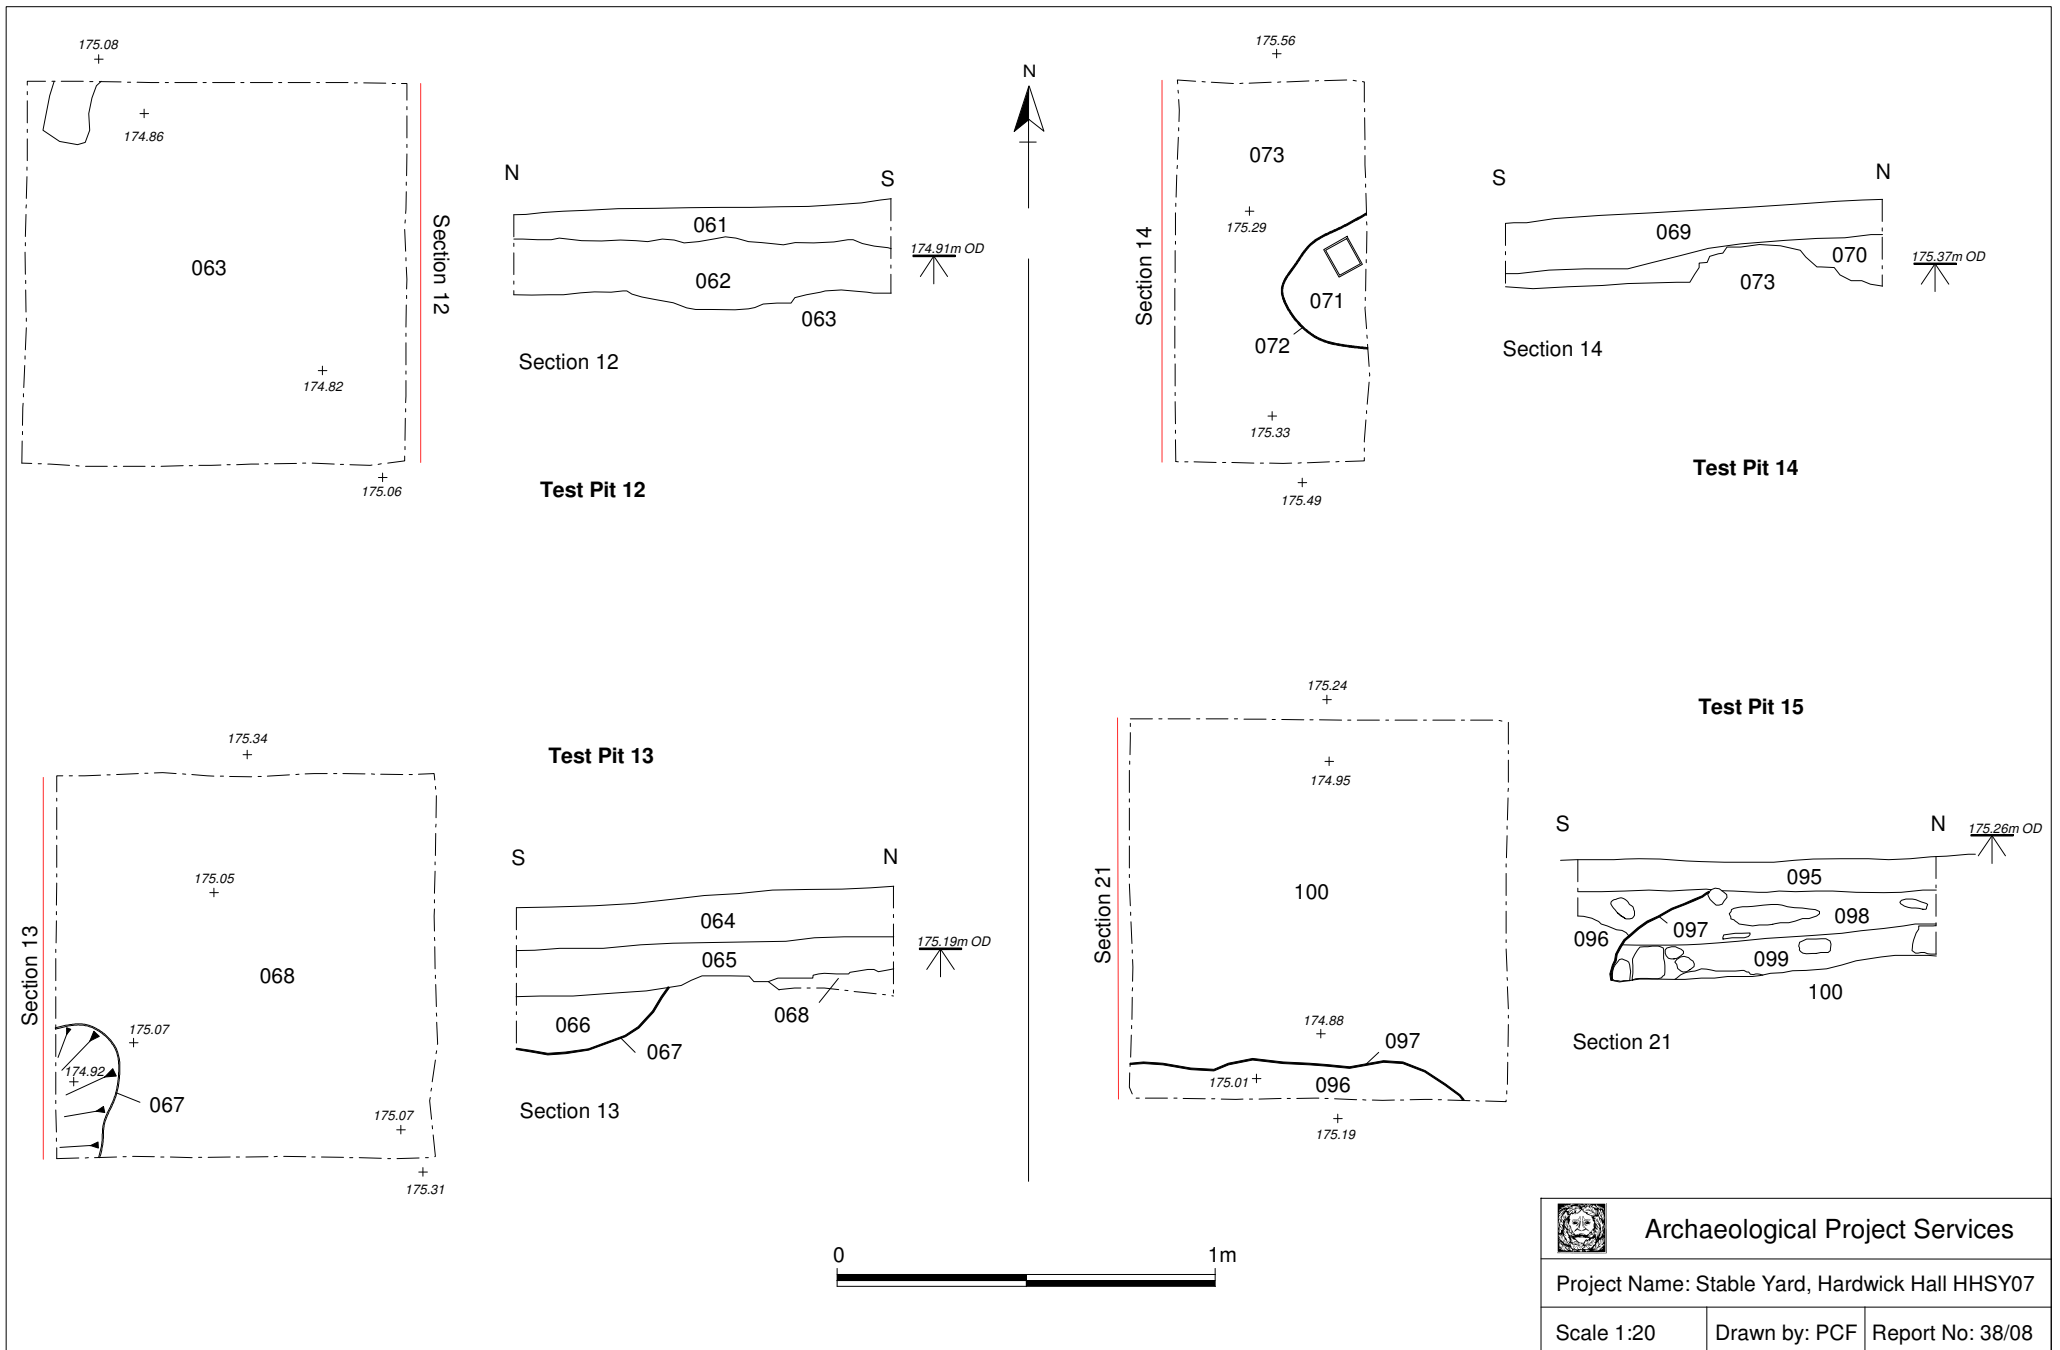 175.08
174.86
063
174.82
175.06
Section 12
N
S
061
062
063
174.91m OD
Section 12
Test Pit 12
N
175.56
073
175.29
071
072
175.33
175.49
Section 14
S
N
069
070
073
175.37m OD
Section 14
Test Pit 14
175.34
Test Pit 13
175.05
068
175.07
174.92
067
175.07
175.31
Section 13
S
N
064
065
066
067
068
175.19m OD
Section 13
175.24
Test Pit 15
174.95
100
174.88
097
175.01
096
175.19
Section 21
S
N
175.26m OD
095
098
097
096
099
100
Section 21
0
1m
Archaeological Project Services
Project Name: Stable Yard, Hardwick Hall HHSY07
Scale 1:20
Drawn by: PCF
Report No: 38/08